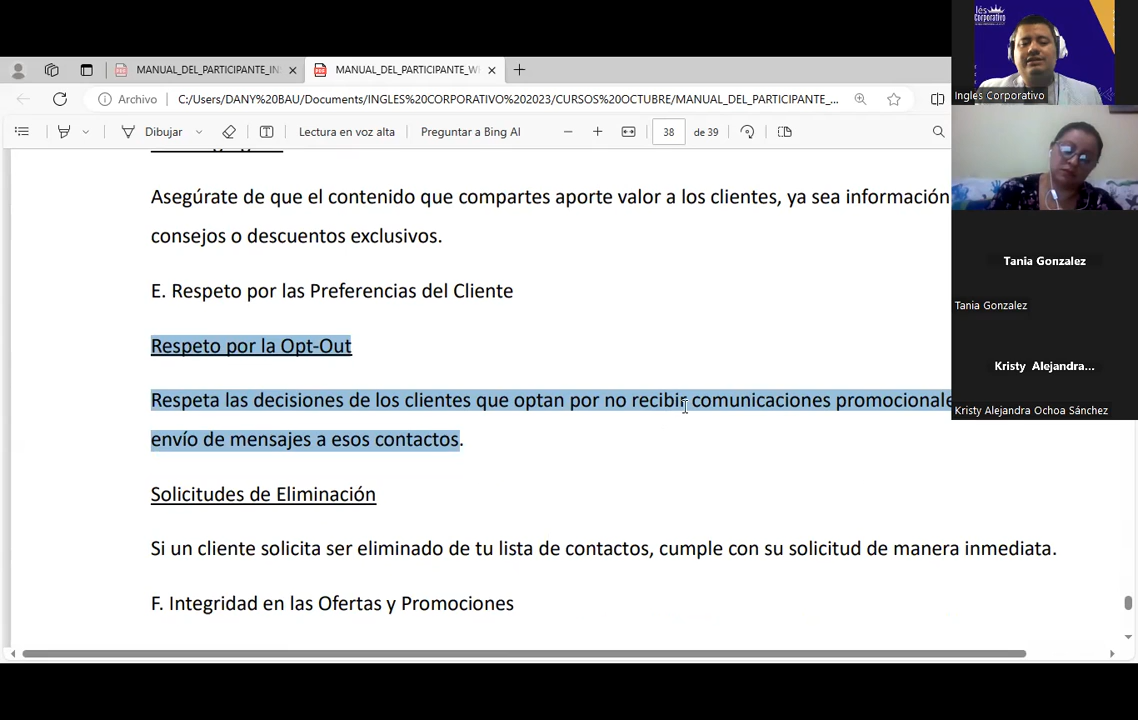 MANUAL_DEL_PARTICIPANTE_IN
MANUAL_DEL_PARTICIPANTE_W
Archivo
C:/Users/DANY%20BAU/Documents/INGLES%20CORPORATIVO%202023/CURSOS%20OCTUBRE/MANUAL_DEL_PARTICIPANTE_...
Dibujar
Lectura en voz alta
Preguntar a Bing AI
38
de 39
Asegúrate de que el contenido que compartes aporte valor a los clientes, ya sea información
consejos o descuentos exclusivos.
E. Respeto por las Preferencias del Cliente
Respeto por la Opt-Out
Respeta las decisiones de los clientes que optan por no recibir comunicaciones promocionale
envío de mensajes a esos contactos.
Solicitudes de Eliminación
Si un cliente solicita ser eliminado de tu lista de contactos, cumple con su solicitud de manera inmediata.
F. Integridad en las Ofertas y Promociones
lés
Corporativo
Ingles Corporativo
Tania Gonzalez
Tania Gonzalez
Kristy Alejandra...
Kristy Alejandra Ochoa Sánchez